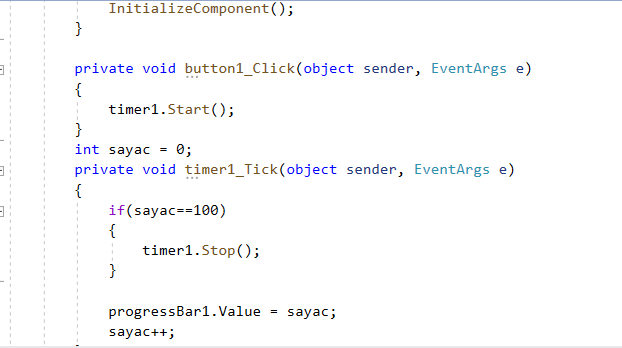 InitializeComponent();
}
private void button1_Click(object sender, EventArgs e)
{
timer1.Start();
}
int sayac = 0;
private void timer1_Tick(object sender, EventArgs e)
{
if(sayac==100)
{
timer1.Stop();
}
progressBar1.Value = sayac;
sayac++;